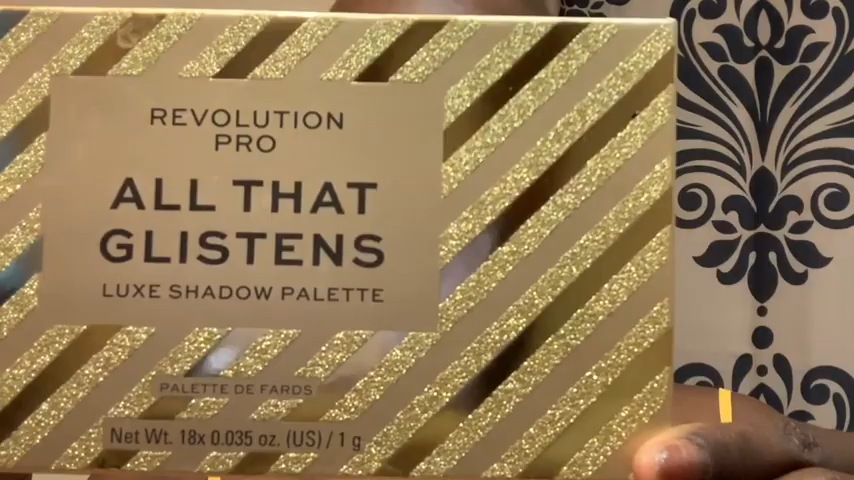 REVOLUTION
PRO
ALL THAT
GLISTENS
LUXE SHADOW PALETTE
PALETTE DE FARDS
Net Wt. 18x 0.035 oz. (US) / 1 g